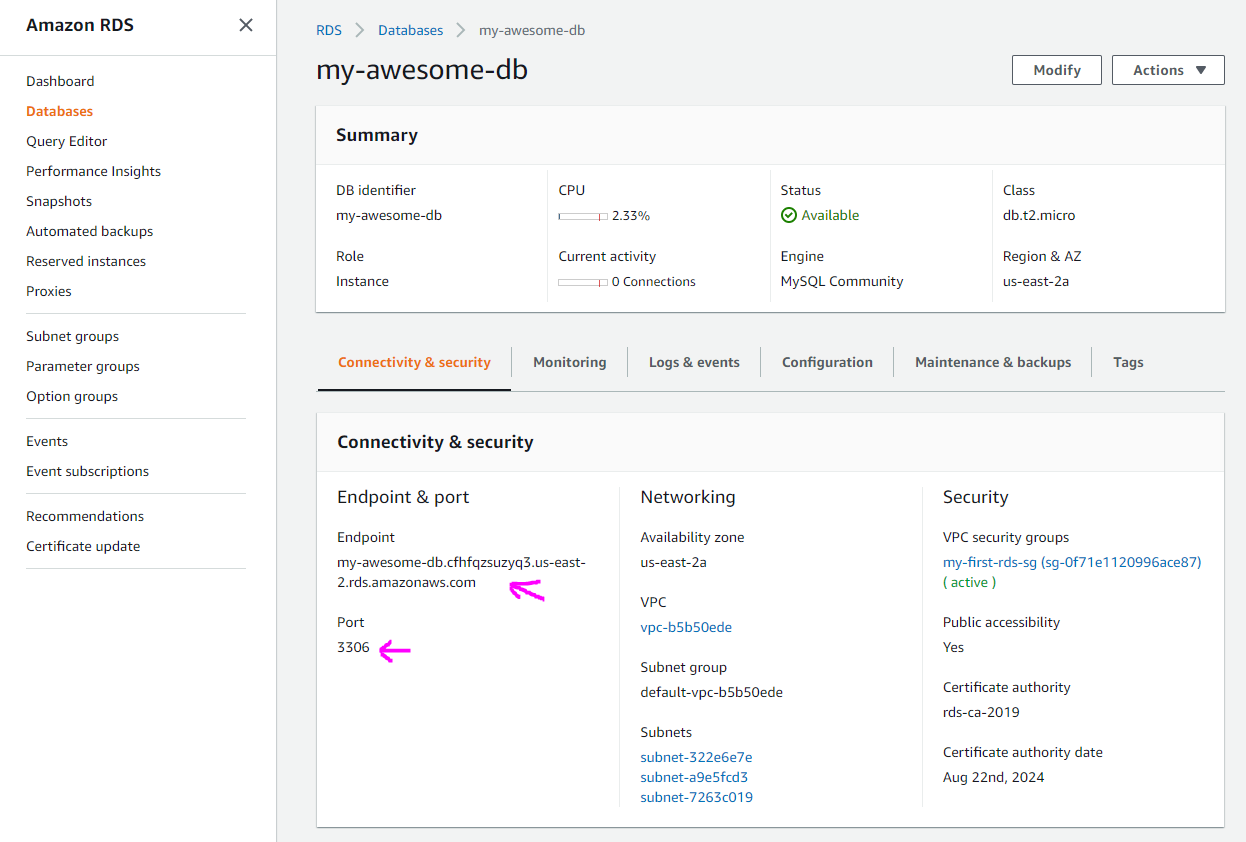 Amazon RDS
Dashboard
Databases
Query Editor
Performance Insights
Snapshots
Automated backups
Reserved instances
Proxies
Subnet groups
Parameter groups
Option groups
Events
Event subscriptions
Recommendations
Certificate update
RDS Databases my-awesome-db
my-awesome-db
Modify
Actions
Summary
DB identifier
my-awesome-db
CPU
2.33%
Status
Available
Class
db.t2.micro
Role
Instance
Current activity
0 Connections
Engine
MySQL Community
Region & AZ
us-east-2a
Connectivity & security
Monitoring
Logs & events
Configuration
Maintenance & backups
Tags
Connectivity & security
Endpoint & port
Endpoint
my-awesome-db.cfhfqzsuzyq3.us-east-
2.rds.amazonaws.com
Port
3306
Networking
Availability zone
us-east-2a
VPC
vpc-b5b50ede
Subnet group
default-vpc-b5b50ede
Subnets
subnet-322e6e7e
subnet-a9e5fcd3
subnet-7263c019
Security
VPC security groups
my-first-rds-sg (sg-0f71e1120996ace87)
( active )
Public accessibility
Yes
Certificate authority
rds-ca-2019
Certificate authority date
Aug 22nd, 2024